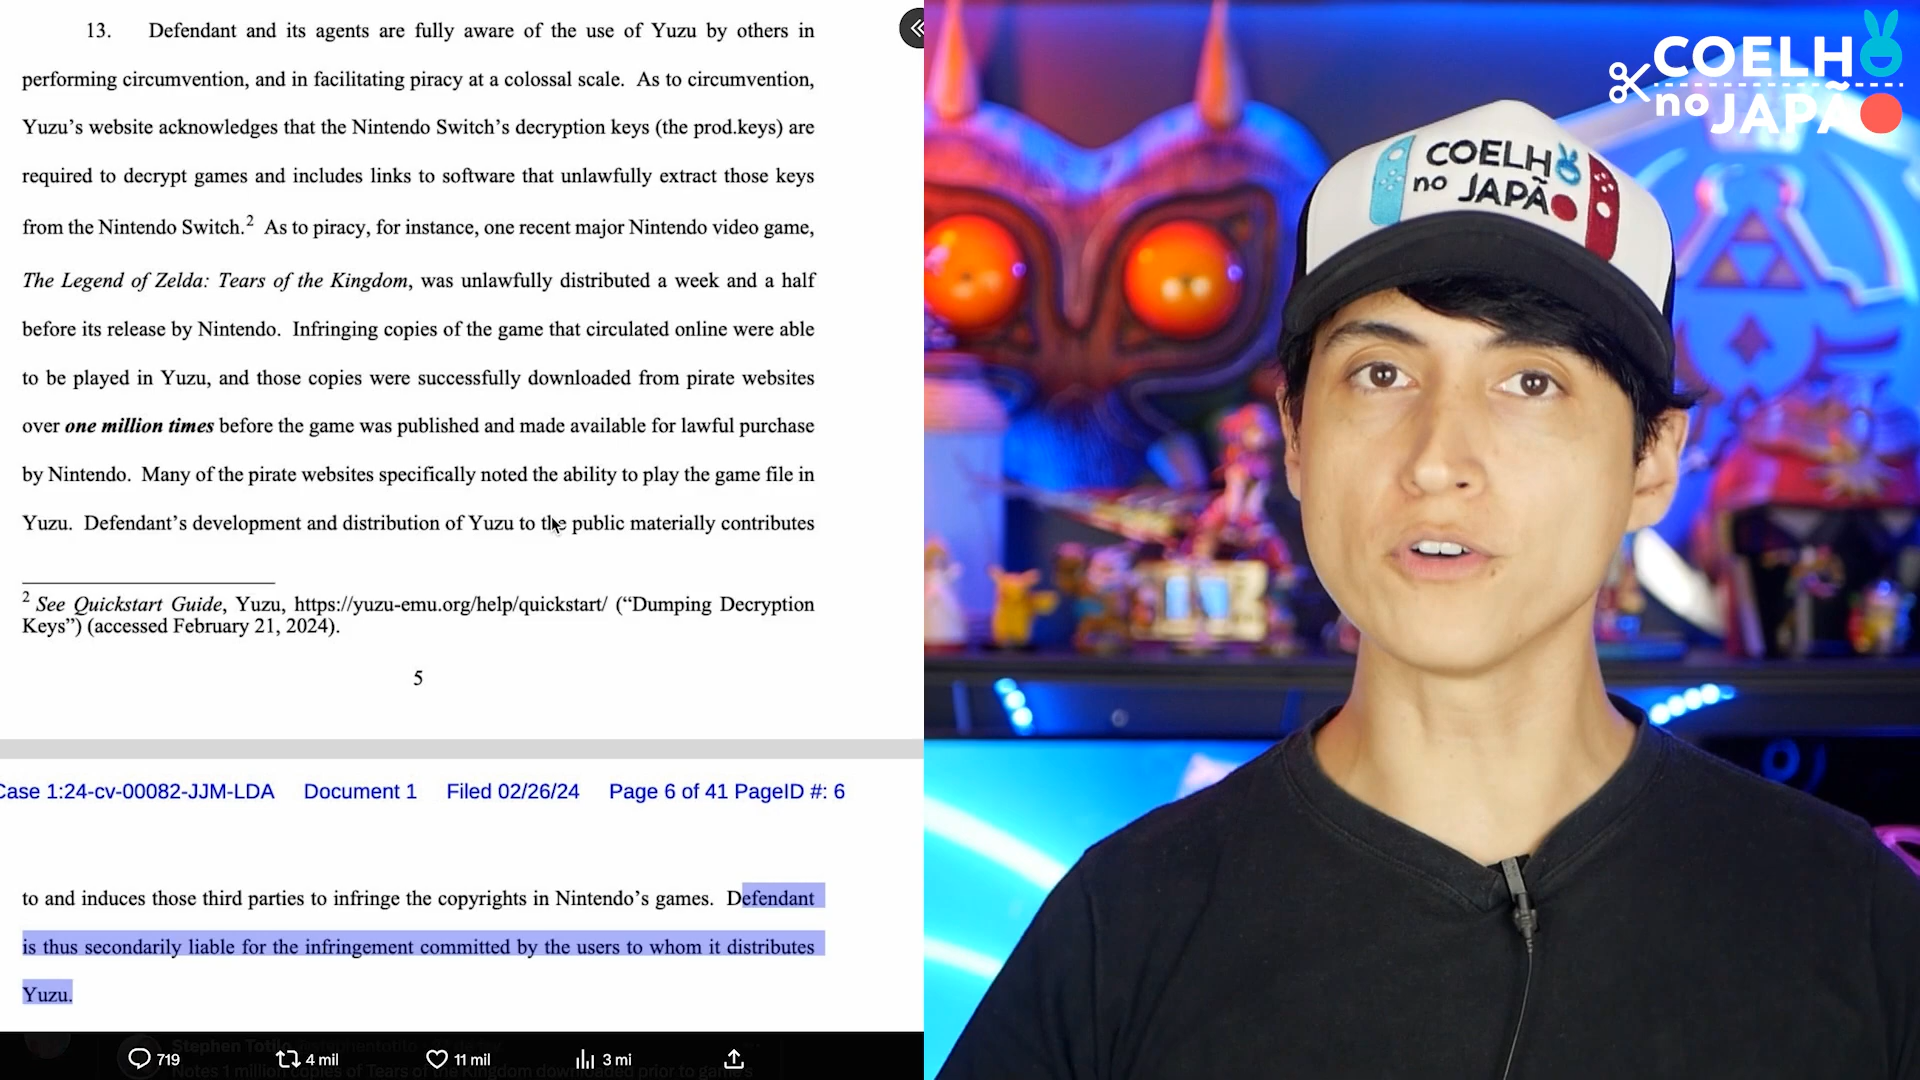 13. Defendant and its agents are fully aware of the use of Yuzu by others in
performing circumvention, and in facilitating piracy at a colossal scale. As to circumvention,
Yuzu’s website acknowledges that the Nintendo Switch’s decryption keys (the prod.keys) are
required to decrypt games and includes links to software that unlawfully extract those keys
from the Nintendo Switch.2 As to piracy, for instance, one recent major Nintendo video game,
The Legend of Zelda: Tears of the Kingdom, was unlawfully distributed a week and a half
before its release by Nintendo. Infringing copies of the game that circulated online were able
to be played in Yuzu, and those copies were successfully downloaded from pirate websites
over one million times before the game was published and made available for lawful purchase
by Nintendo. Many of the pirate websites specifically noted the ability to play the game file in
Yuzu. Defendant’s development and distribution of Yuzu to the public materially contributes
2 See Quickstart Guide, Yuzu, https://yuzu-emu.org/help/quickstart/ (“Dumping Decryption
Keys”) (accessed February 21, 2024).
5
Case 1:24-cv-00082-JJM-LDA Document 1 Filed 02/26/24 Page 6 of 41 PageID #: 6
to and induces those third parties to infringe the copyrights in Nintendo’s games. Defendant
is thus secondarily liable for the infringement committed by the users to whom it distributes
Yuzu.
719 4 mil 11 mil 3 mi
COELHO
no JAPÃO
COELHO
no JAPÃO